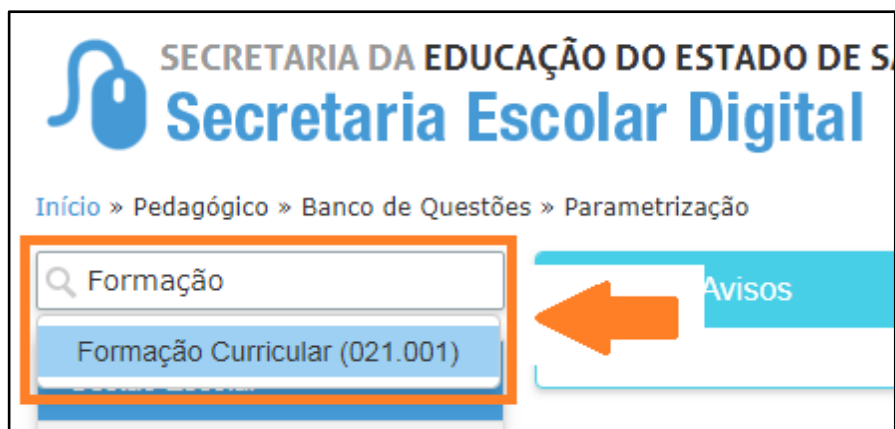 SECRETARIA DA EDUCAÇÃO DO ESTADO DE
Secretaria Escolar Digital
Início » Pedagógico » Banco de Questões » Parametrização
Formação
Avisos
Formação Curricular (021.001)